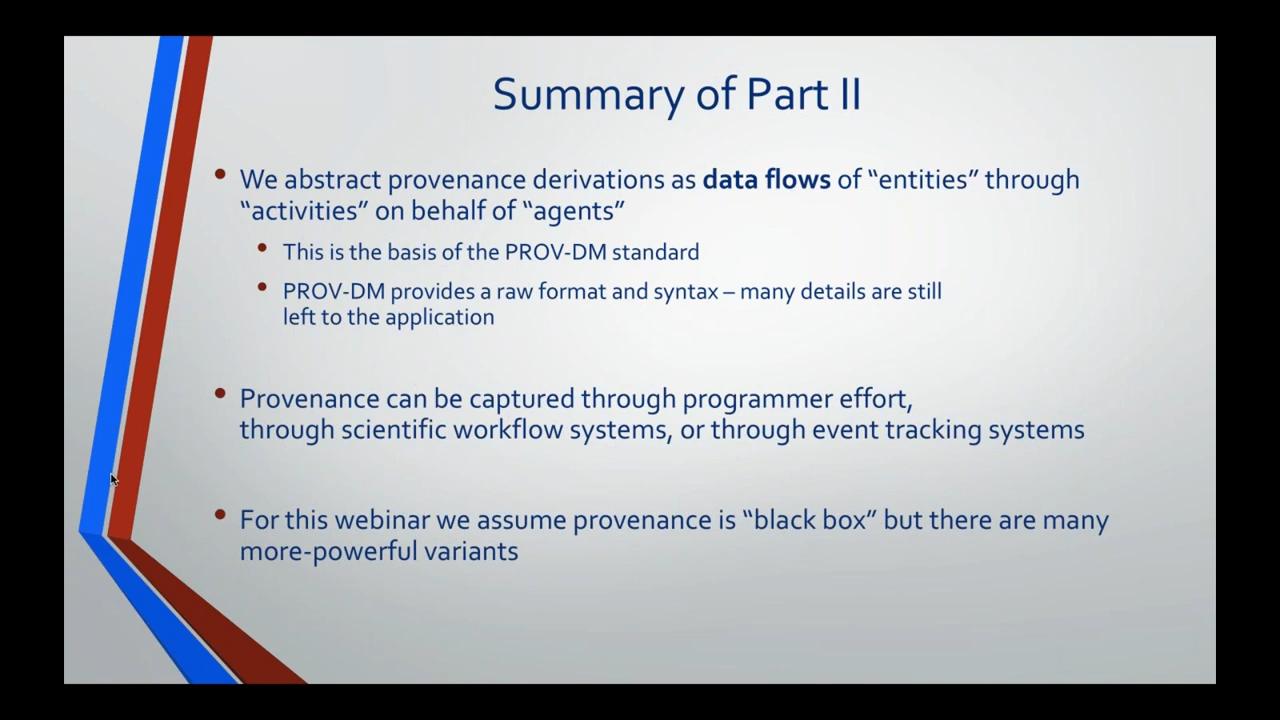 Summary of Part II
• We abstract provenance derivations as data flows of “entities” through
“activities” on behalf of “agents”
• This is the basis of the PROV-DM standard
• PROV-DM provides a raw format and syntax – many details are still
left to the application
• Provenance can be captured through programmer effort,
through scientific workflow systems, or through event tracking systems
• For this webinar we assume provenance is “black box” but there are many
more-powerful variants